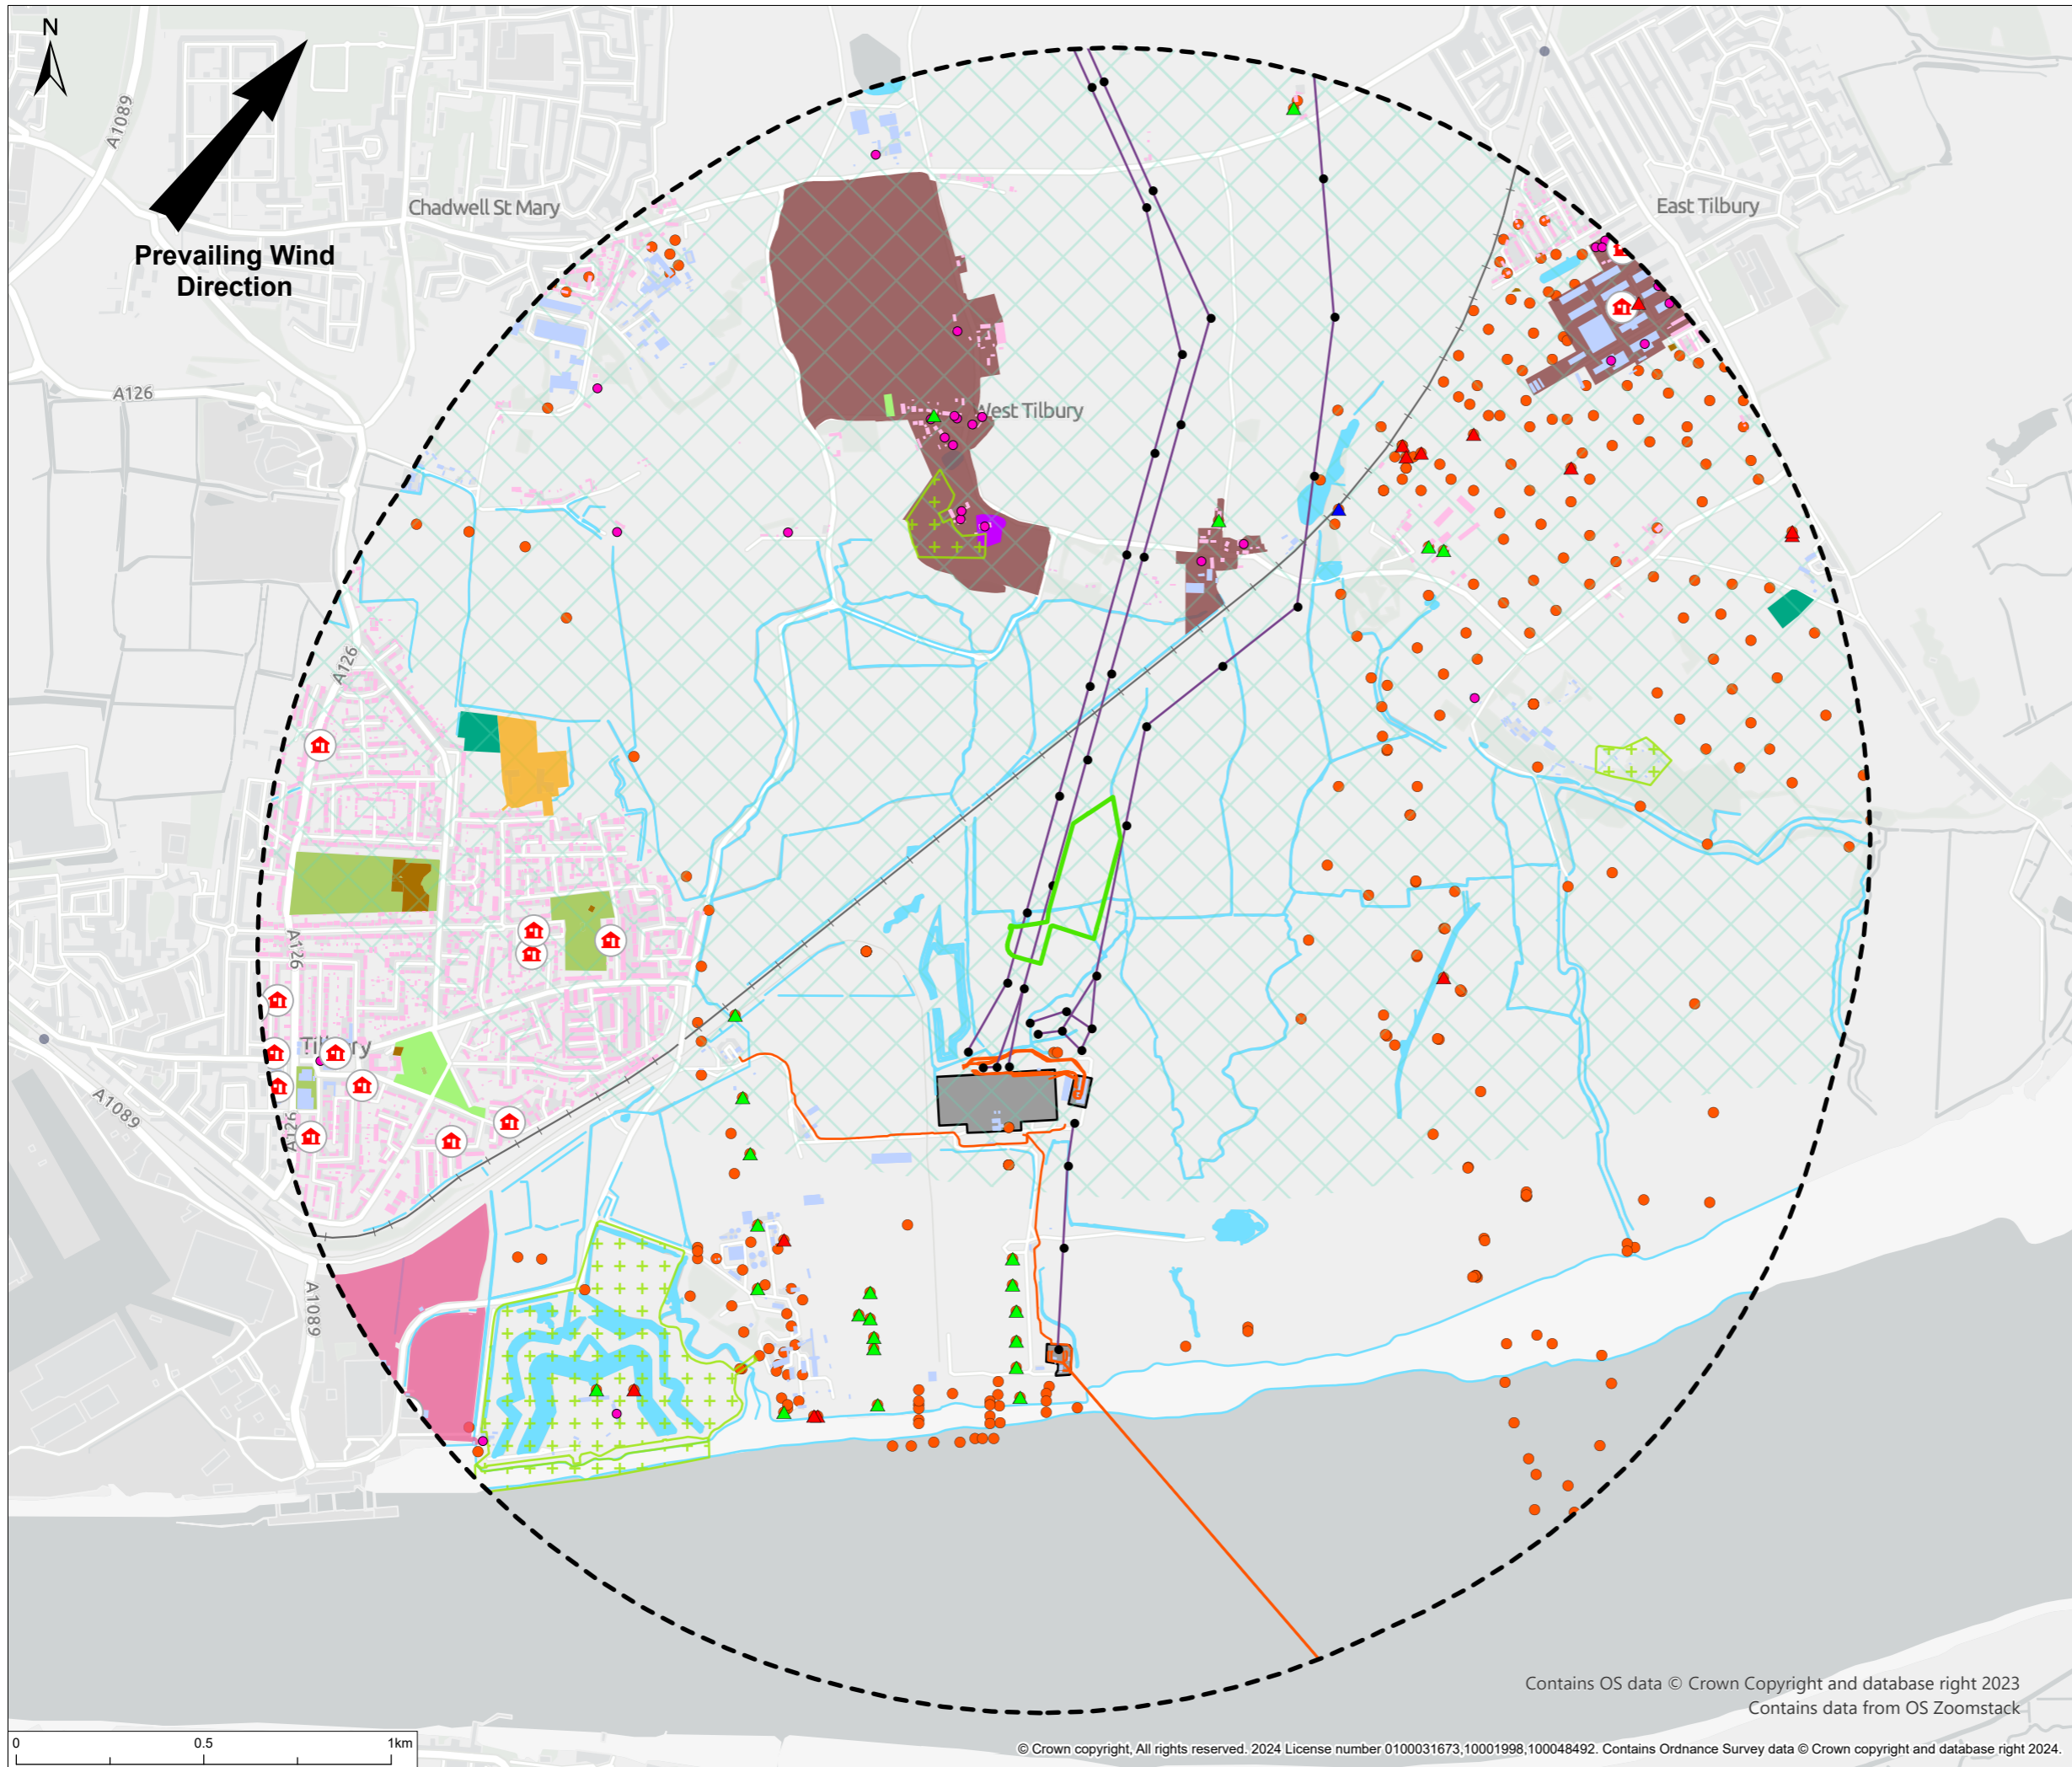 N
A1089
Chadwell St Mary
East Tilbury
Prevailing Wind
Direction
A126
West Tilbury
A126
A126
Tilbury
A1089
A126
A1089
Contains OS data © Crown Copyright and database right 2023
Contains data from OS Zoomstack
0 0.5 1km
© Crown copyright, All rights reserved. 2024 License number 0100031673,10001998,100048492. Contains Ordnance Survey data © Crown copyright and database right 2024.